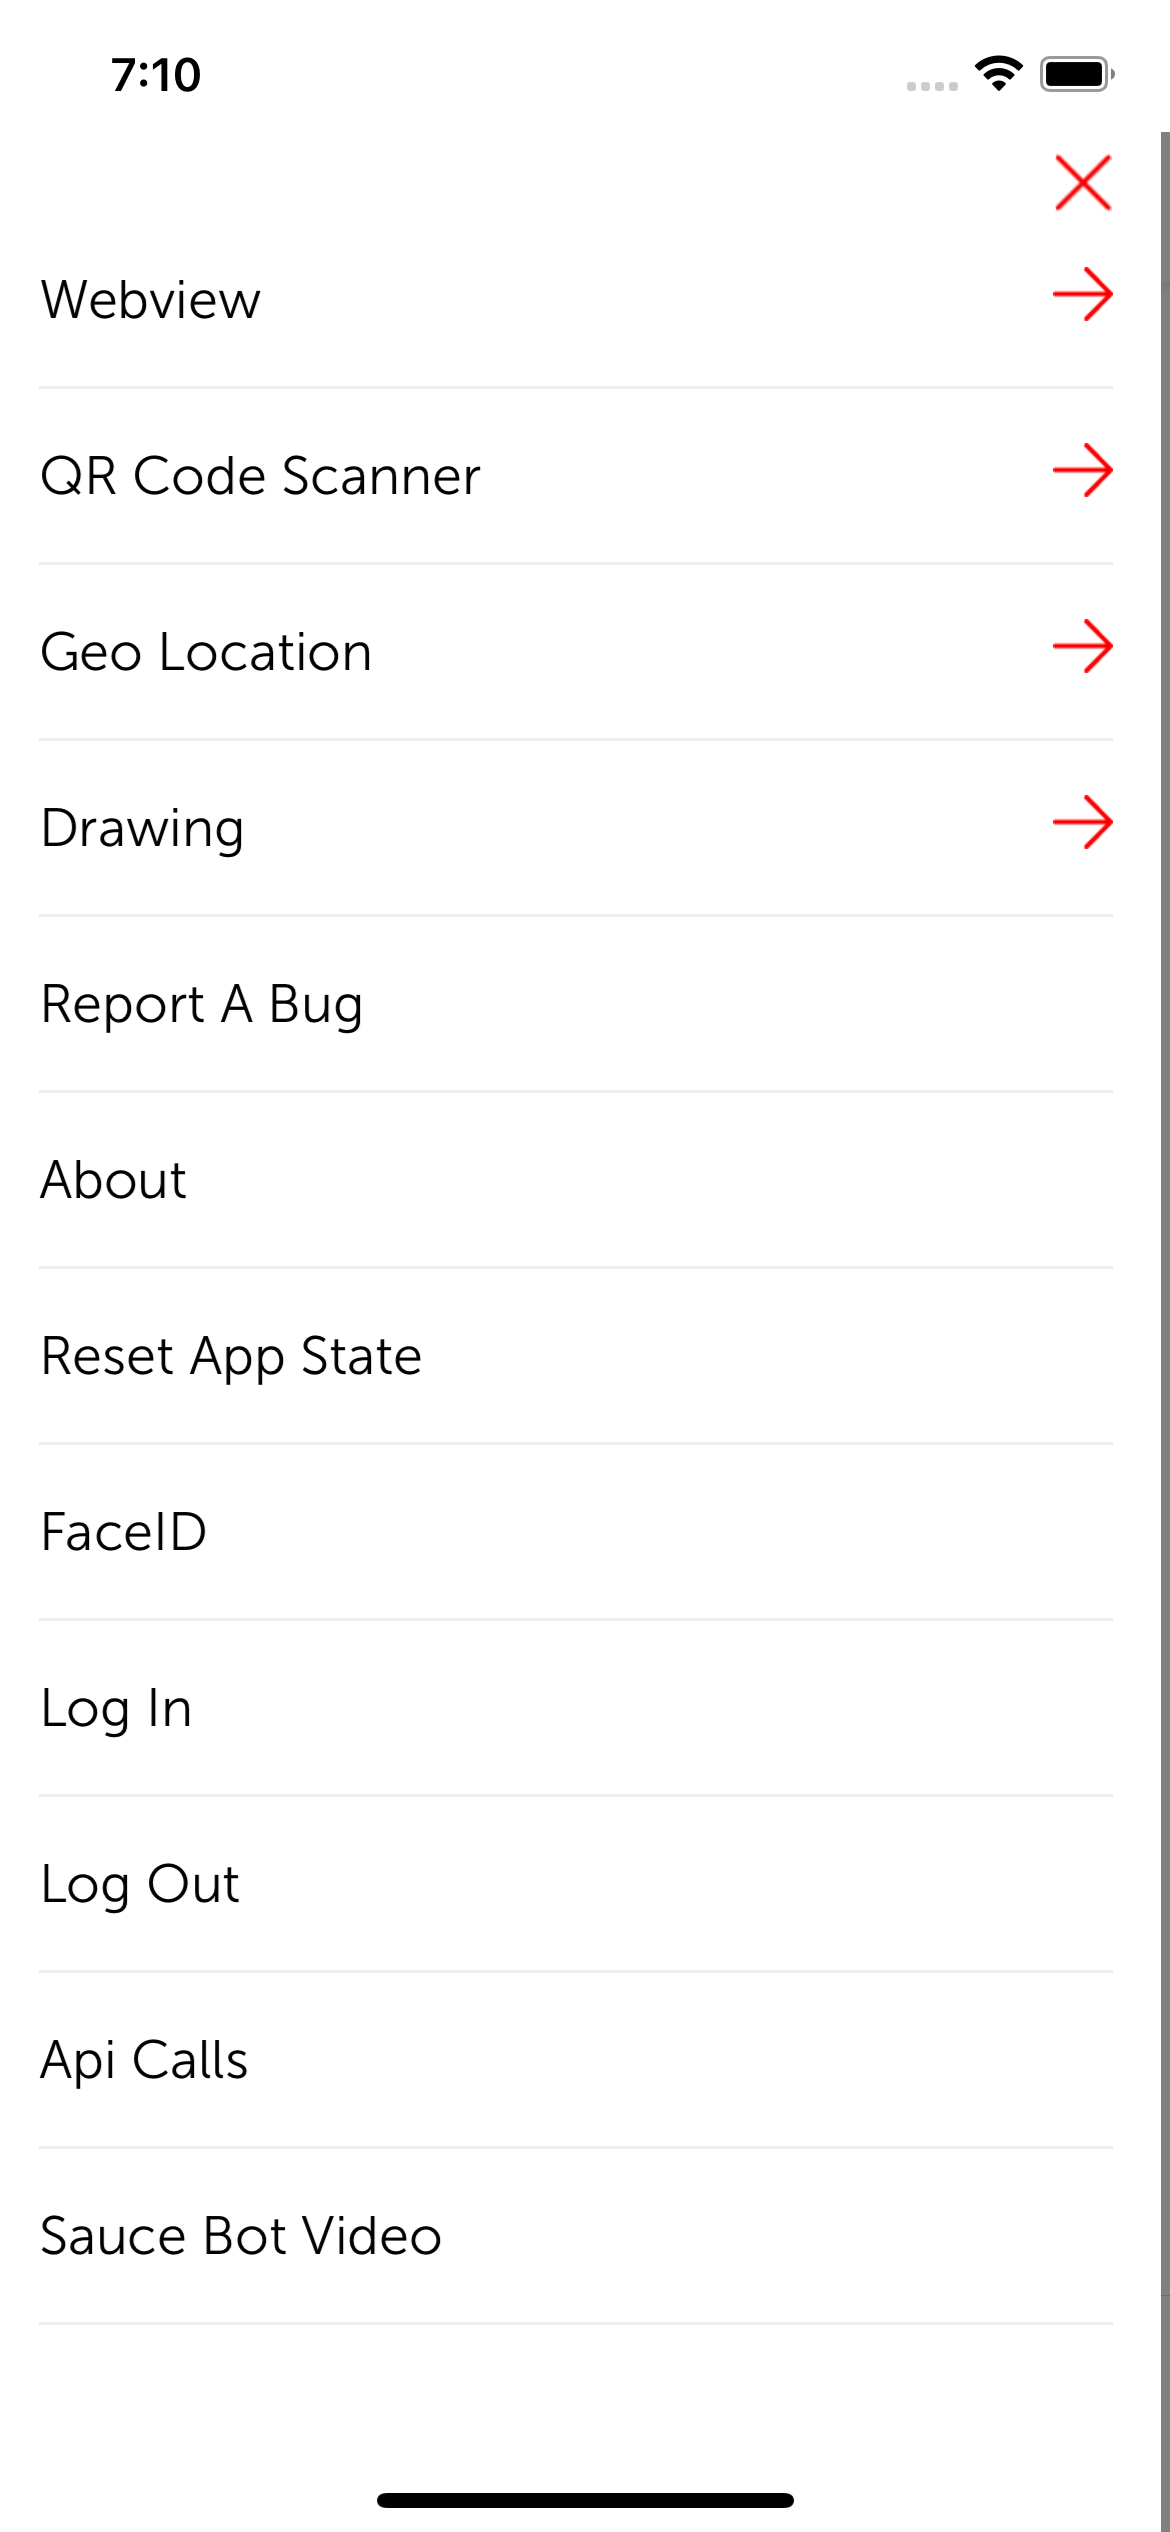 7:10
Webview
QR Code Scanner
Geo Location
Drawing
Report A Bug
About
Reset App State
FaceID
Log In
Log Out
Api Calls
Sauce Bot Video